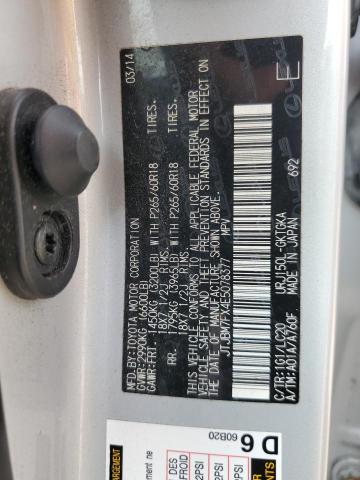 MFD. BY: TOYOTA MOTOR CORPORATION 03/14
GVWR: 2990KG (6600LB)
GAWR: FRT. 1450KG (3200LB) WITH P265/60R18 TIRES,
18X7 1/2J RIMS,
RR. 1795KG (3945LB) WITH P265/60R18 TIRES,
18X7 1/2J RIMS
THIS VEHICLE CONFORMS TO ALL APPLICABLE FEDERAL MOTOR
VEHICLE SAFETY AND THEFT PREVENTION STANDARDS IN EFFECT ON
THE DATE OF MANUFACTURE SHOWN ABOVE.
JTJBM7FX4E5076377 MPV
C/TR: 1G1/LC20 URJ150L-GKTGKA
A/TM: A01A/A760F MADE IN JAPAN 692
D 6
60B20